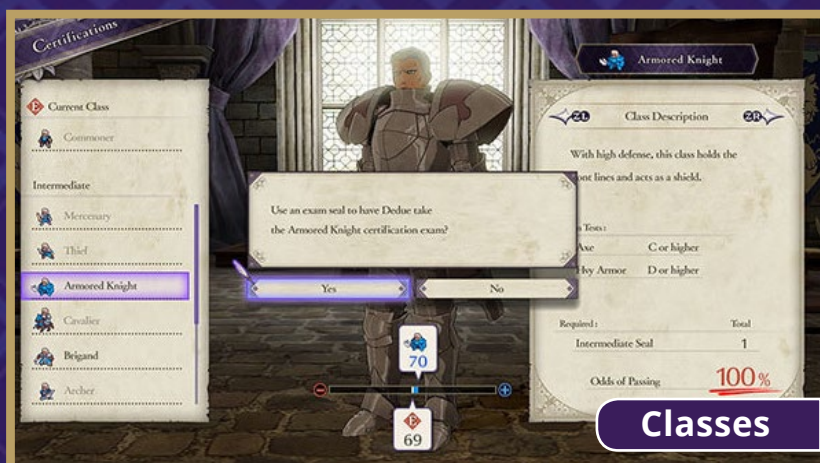 Certifications
Armored Knight
E Current Class
Commoner
Intermediate
Mercenary
Thief
Armored Knight
Cavalier
Brigand
Archer
Use an exam seal to have Dedue take
the Armored Knight certification exam?
Yes
No
70
E
69
ZL Class Description ZR
With high defense, this class holds the
ont lines and acts as a shield.
Tests:
Axe C or higher
Hvy Armor D or higher
Required: Total
Intermediate Seal 1
Odds of Passing 100%
Classes